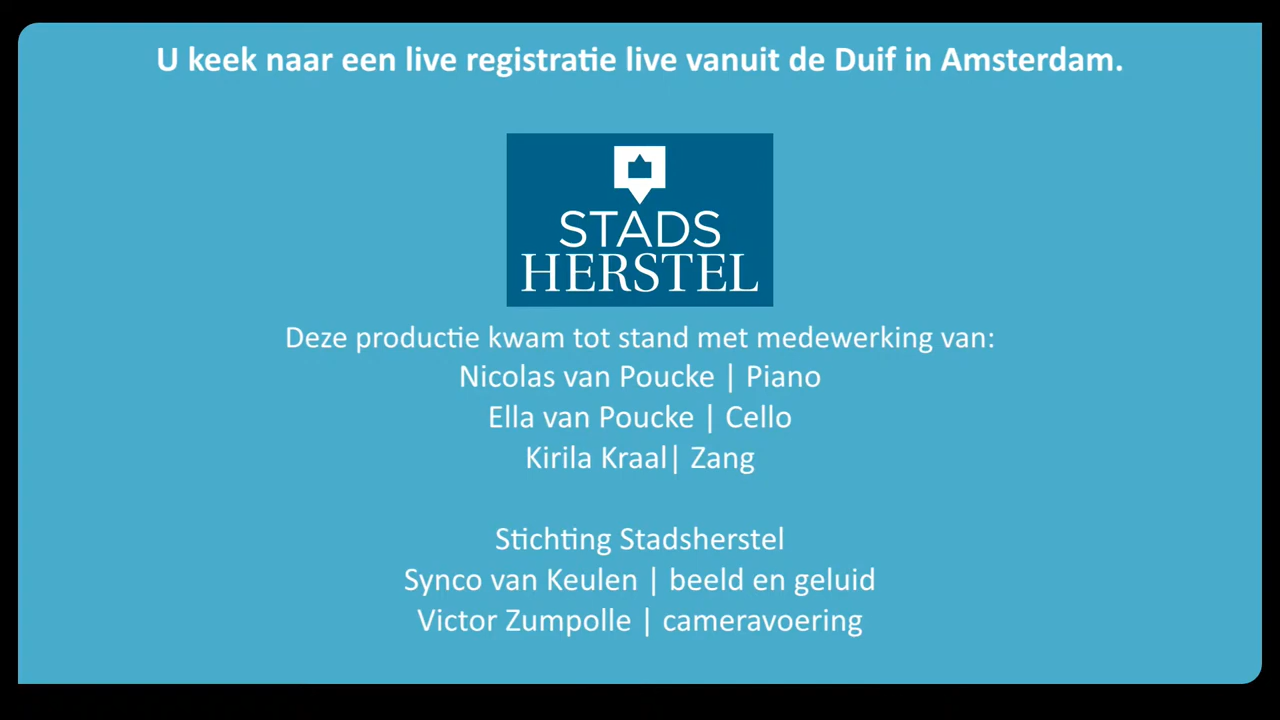 U keek naar een live registratie live vanuit de Duif in Amsterdam.
STADS
HERSTEL
Deze productie kwam tot stand met medewerking van:
Nicolas van Poucke | Piano
Ella van Poucke | Cello
Kirila Kraal| Zang
Stichting Stadsherstel
Synco van Keulen | beeld en geluid
Victor Zumpolle | cameravoering